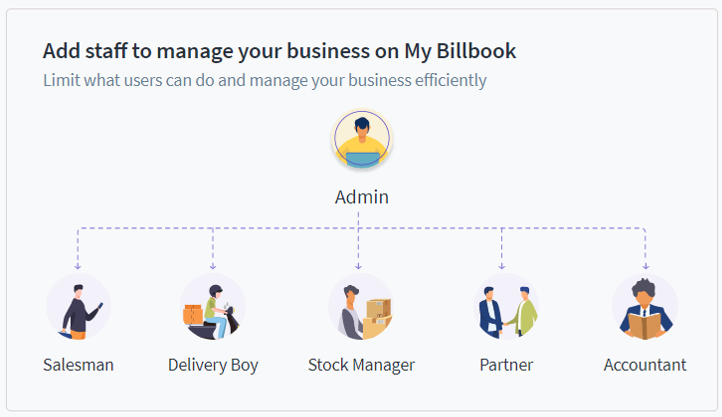 Add staff to manage your business on My Billbook
Limit what users can do and manage your business efficiently
Admin
Salesman
Delivery Boy
Stock Manager
Partner
Accountant